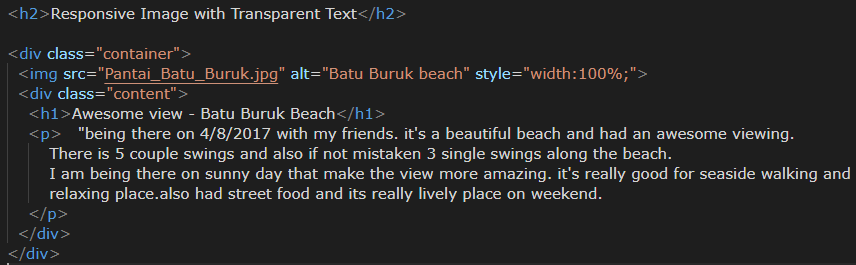 <h2>Responsive Image with Transparent Text</h2>
<div class="container">
<img src="Pantai_Batu_Buruk.jpg" alt="Batu Buruk beach" style="width:100%;">
<div class="content">
<h1>Awesome view - Batu Buruk Beach</h1>
<p>   "being there on 4/8/2017 with my friends. it's a beautiful beach and had an awesome viewing.
There is 5 couple swings and also if not mistaken 3 single swings along the beach.
I am being there on sunny day that make the view more amazing. it's really good for seaside walking and
relaxing place.also had street food and its really lively place on weekend.
</p>
</div>
</div>